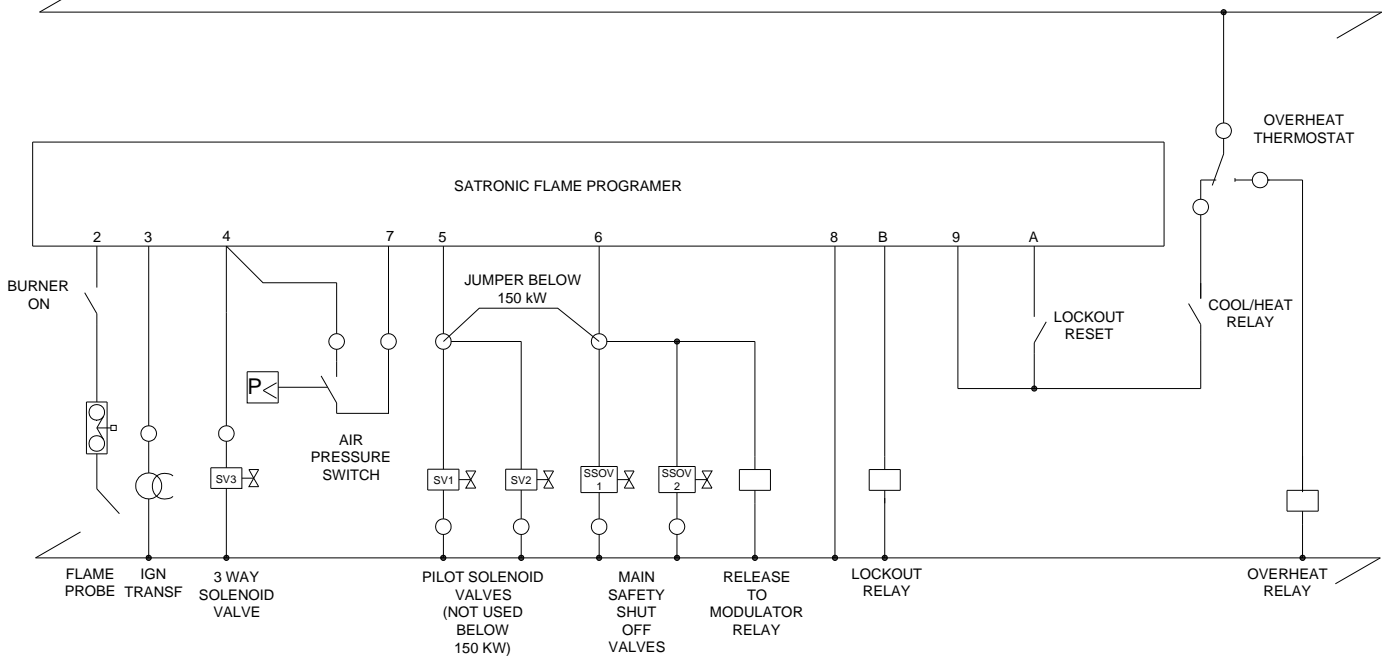 OVERHEAT
THERMOSTAT
SATRONIC FLAME PROGRAMER
2 3 4 7 5 6 8 B 9 A
BURNER
ON
JUMPER BELOW
150 kW
LOCKOUT
RESET
COOL/HEAT
RELAY
P<
AIR
PRESSURE
SWITCH
SV3
SV1
SV2
SSOV
1
SSOV
2
FLAME
PROBE
IGN
TRANSF
3 WAY
SOLENOID
VALVE
PILOT SOLENOID
VALVES
(NOT USED
BELOW
150 KW)
MAIN
SAFETY
SHUT
OFF
VALVES
RELEASE
TO
MODULATOR
RELAY
LOCKOUT
RELAY
OVERHEAT
RELAY